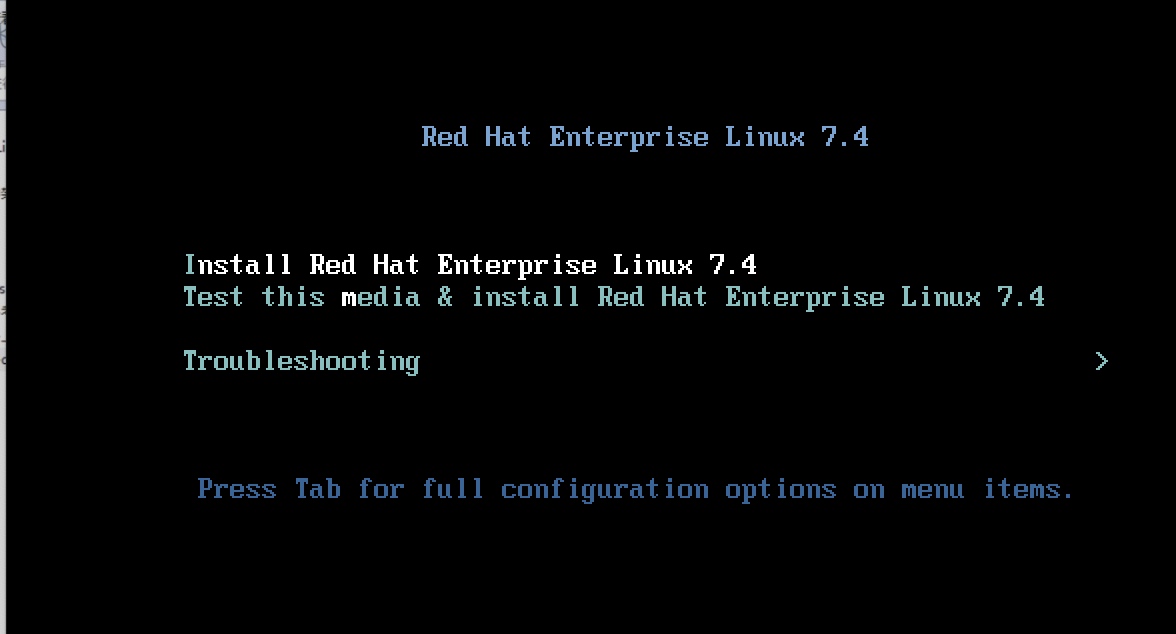 Red Hat Enterprise Linux 7.4
Install Red Hat Enterprise Linux 7.4
Test this media & install Red Hat Enterprise Linux 7.4
Troubleshooting >
Press Tab for full configuration options on menu items.